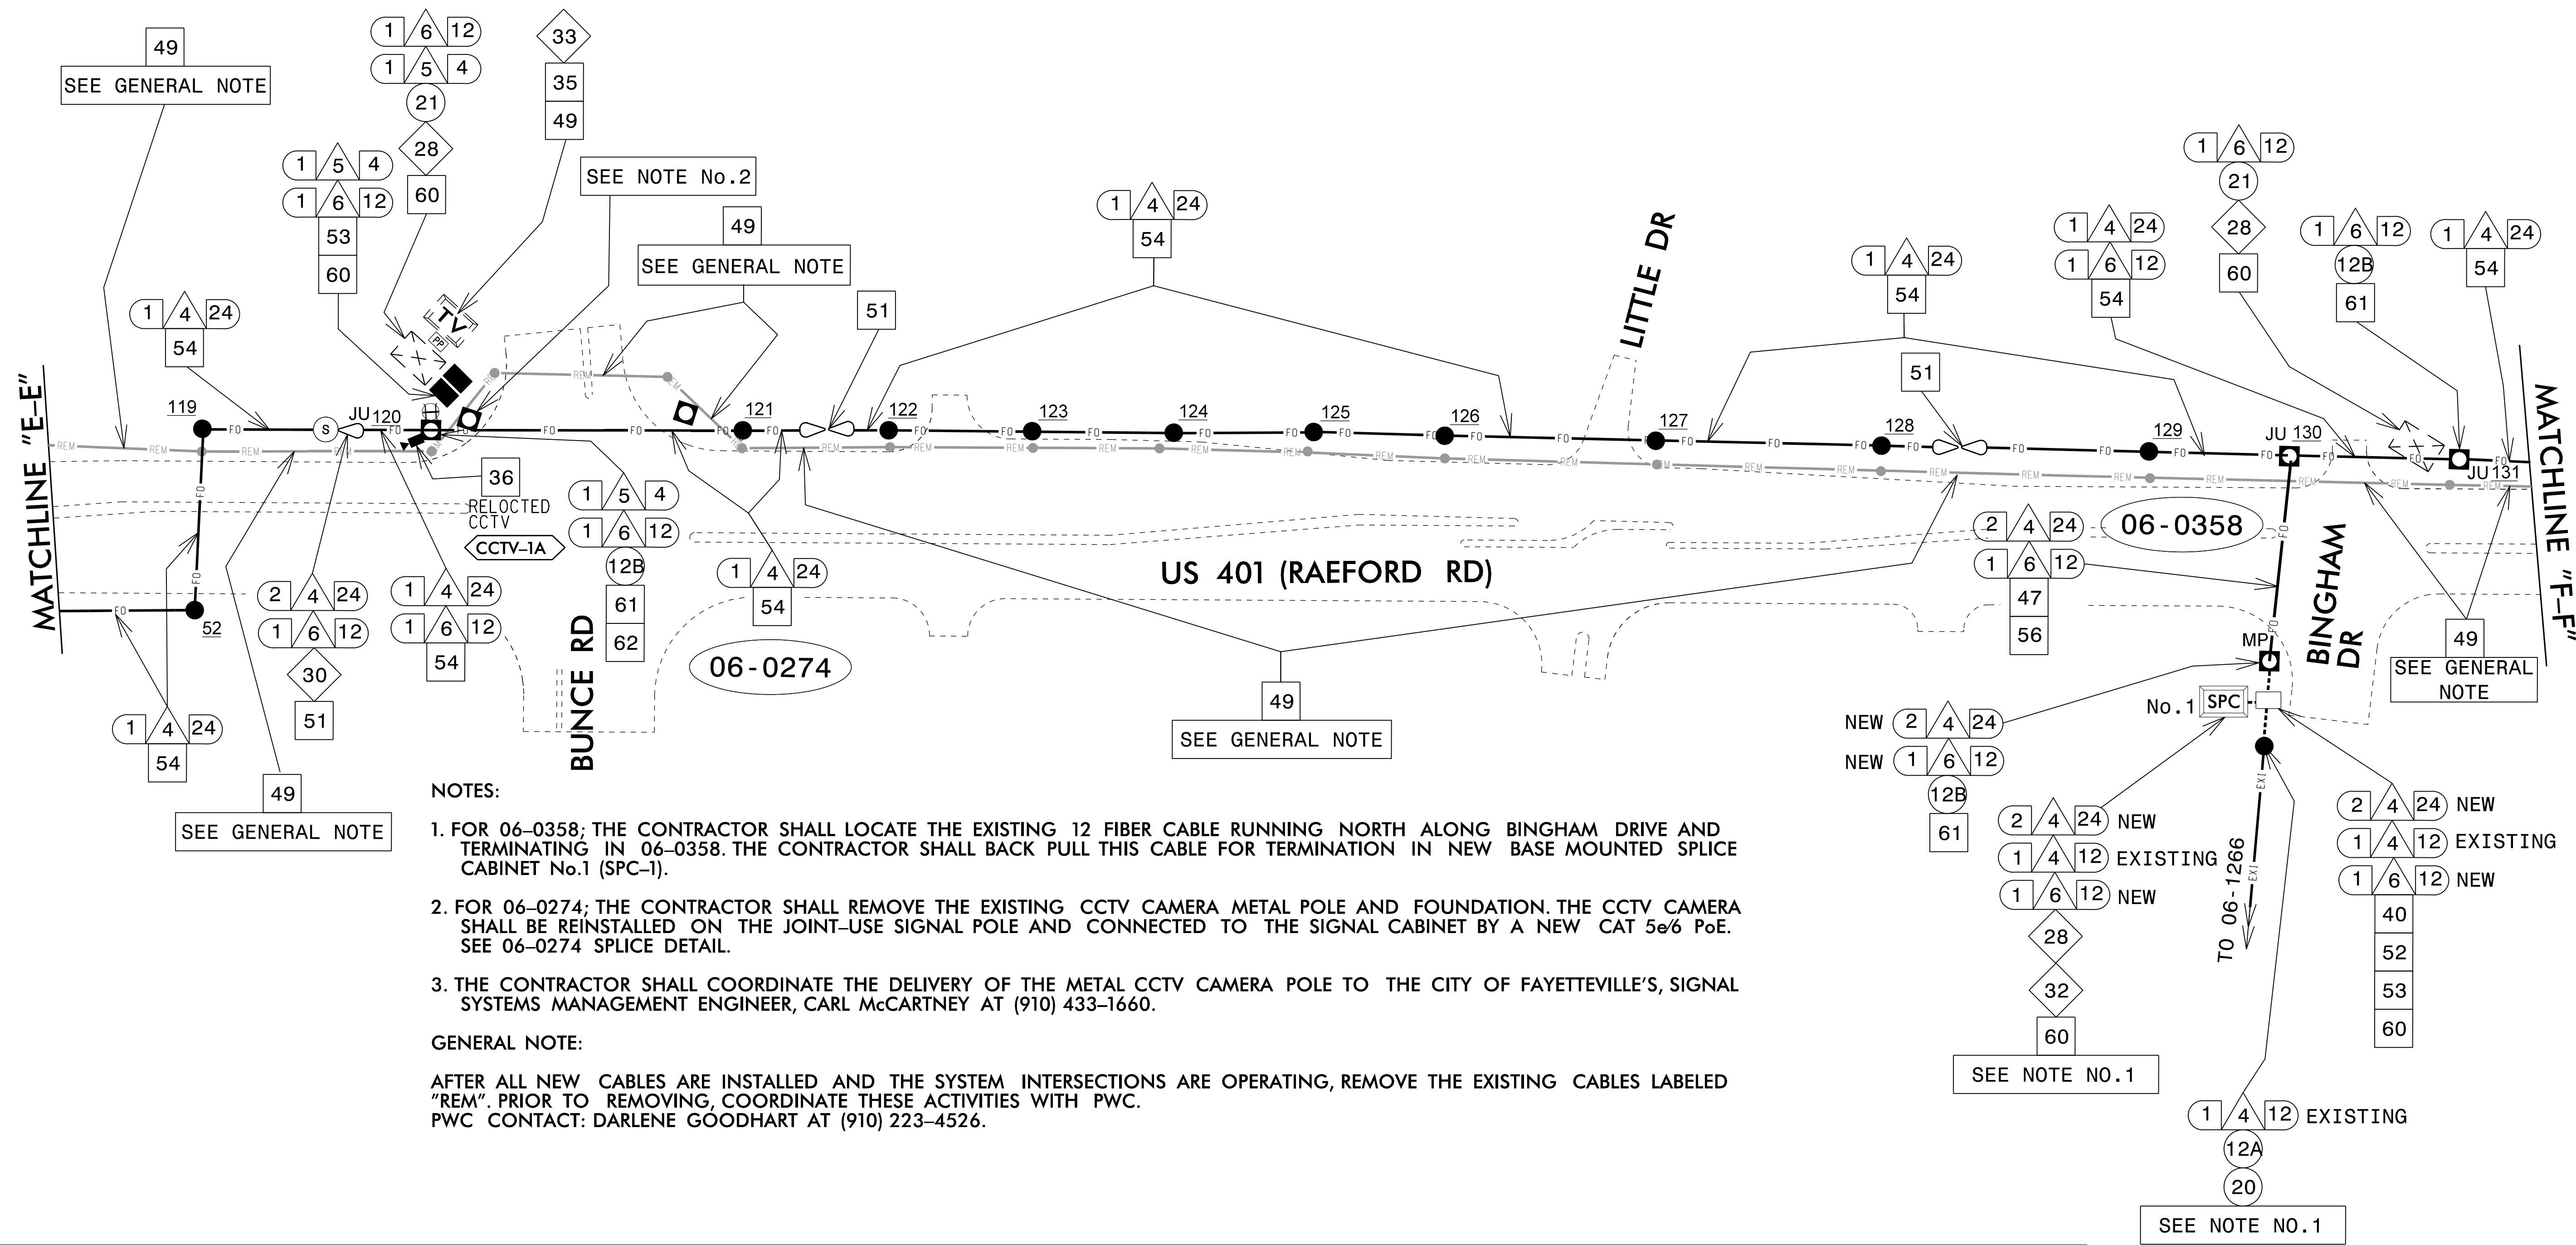 49
SEE GENERAL NOTE
1 6 12
1 5 4
21
28
60
33
35
49
1 5 4
1 6 12
53
60
SEE NOTE No.2
49
SEE GENERAL NOTE
51
1 4 24
54
LITTLE DR
1 4 24
54
51
1 4 24
1 6 12
54
1 6 12
21
28
60
1 6 12
12B
61
1 4 24
54
1 4 24
54
TV
PP
MATCHLINE "E–E"
119
S
JU 120
121
122
123
124
125
126
127
128
129
JU 130
JU 131
MATCHLINE "F–F"
FO
REM
36
RELOCTED
CCTV
CCTV–1A
52
1 4 24
54
49
SEE GENERAL NOTE
2 4 24
1 6 12
30
51
1 4 24
1 6 12
54
1 5 4
1 6 12
12B
61
62
BUNCE RD
1 4 24
54
06-0274
US 401 (RAEFORD RD)
49
SEE GENERAL NOTE
2 4 24
1 6 12
47
56
06-0358
BINGHAM
DR
49
SEE GENERAL
NOTE
MP
No.1 SPC
NEW 2 4 24
NEW 1 6 12
12B
61
2 4 24 NEW
1 4 12 EXISTING
1 6 12 NEW
28
32
60
SEE NOTE NO.1
EXI
EXI
TO 06-1266
2 4 24 NEW
1 4 12 EXISTING
1 6 12 NEW
40
52
53
60
1 4 12 EXISTING
12A
20
SEE NOTE NO.1
NOTES:
1. FOR 06–0358; THE CONTRACTOR SHALL LOCATE THE EXISTING 12 FIBER CABLE RUNNING NORTH ALONG BINGHAM DRIVE AND
TERMINATING IN 06–0358. THE CONTRACTOR SHALL BACK PULL THIS CABLE FOR TERMINATION IN NEW BASE MOUNTED SPLICE
CABINET No.1 (SPC–1).
2. FOR 06–0274; THE CONTRACTOR SHALL REMOVE THE EXISTING CCTV CAMERA METAL POLE AND FOUNDATION. THE CCTV CAMERA
SHALL BE REINSTALLED ON THE JOINT–USE SIGNAL POLE AND CONNECTED TO THE SIGNAL CABINET BY A NEW CAT 5e/6 PoE.
SEE 06–0274 SPLICE DETAIL.
3. THE CONTRACTOR SHALL COORDINATE THE DELIVERY OF THE METAL CCTV CAMERA POLE TO THE CITY OF FAYETTEVILLE'S, SIGNAL
SYSTEMS MANAGEMENT ENGINEER, CARL McCARTNEY AT (910) 433–1660.
GENERAL NOTE:
AFTER ALL NEW CABLES ARE INSTALLED AND THE SYSTEM INTERSECTIONS ARE OPERATING, REMOVE THE EXISTING CABLES LABELED
"REM". PRIOR TO REMOVING, COORDINATE THESE ACTIVITIES WITH PWC.
PWC CONTACT: DARLENE GOODHART AT (910) 223–4526.